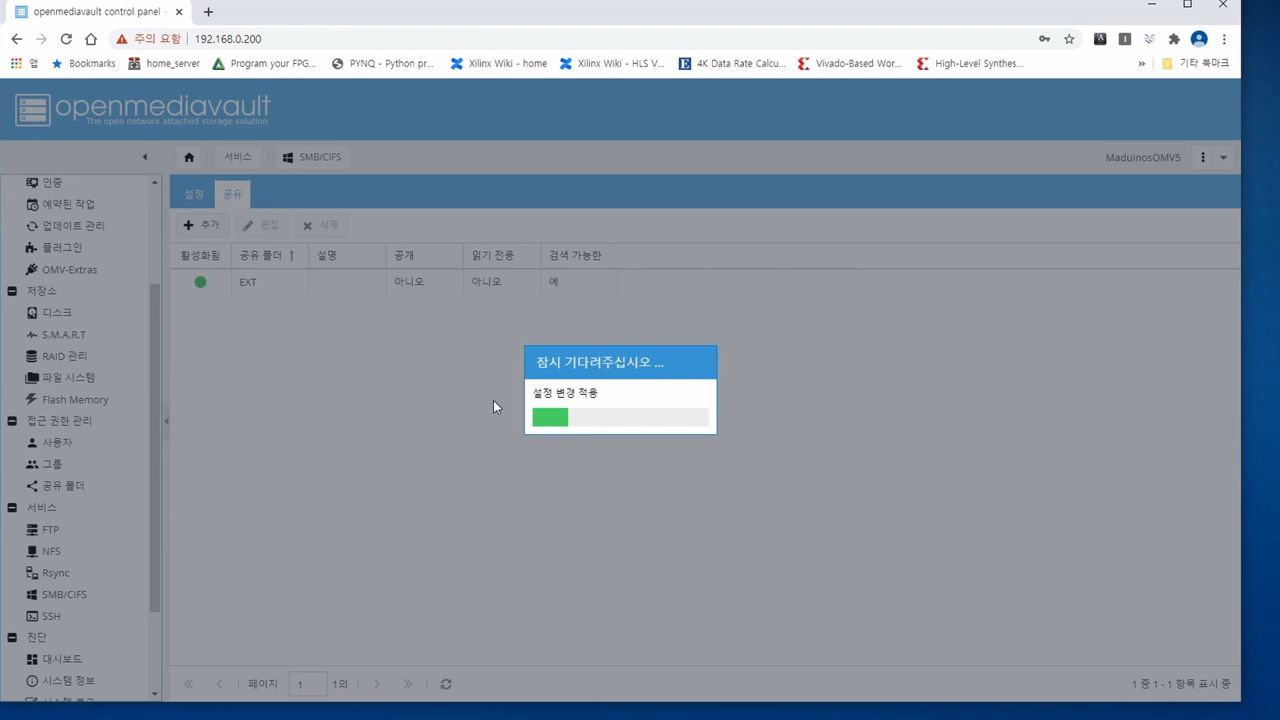 openmediavault control panel
주의 요함 192.168.0.200
앱 Bookmarks home_server Program your FPG... PYNQ - Python pr... Xilinx Wiki - home Xilinx Wiki - HLS V... 4K Data Rate Calcu... Vivado-Based Wor... High-Level Synthes... » 기타 북마크
openmediavault
The open network attached storage solution.
서비스 SMB/CIFS MaduinosOMV5
인증
예약된 작업
업데이트 관리
플러그인
OMV-Extras
저장소
디스크
S.M.A.R.T
RAID 관리
파일 시스템
Flash Memory
접근 권한 관리
사용자
그룹
공유 폴더
서비스
FTP
NFS
Rsync
SMB/CIFS
SSH
진단
대시보드
시스템 정보
설정 공유
추가 편집 삭제
활성화됨 공유 폴더 설명 공개 읽기 전용 검색 가능한
EXT 아니오 아니오 예
잠시 기다려주십시오 ...
설정 변경 적용
페이지 1 1의
1 중 1 - 1 항목 표시 중